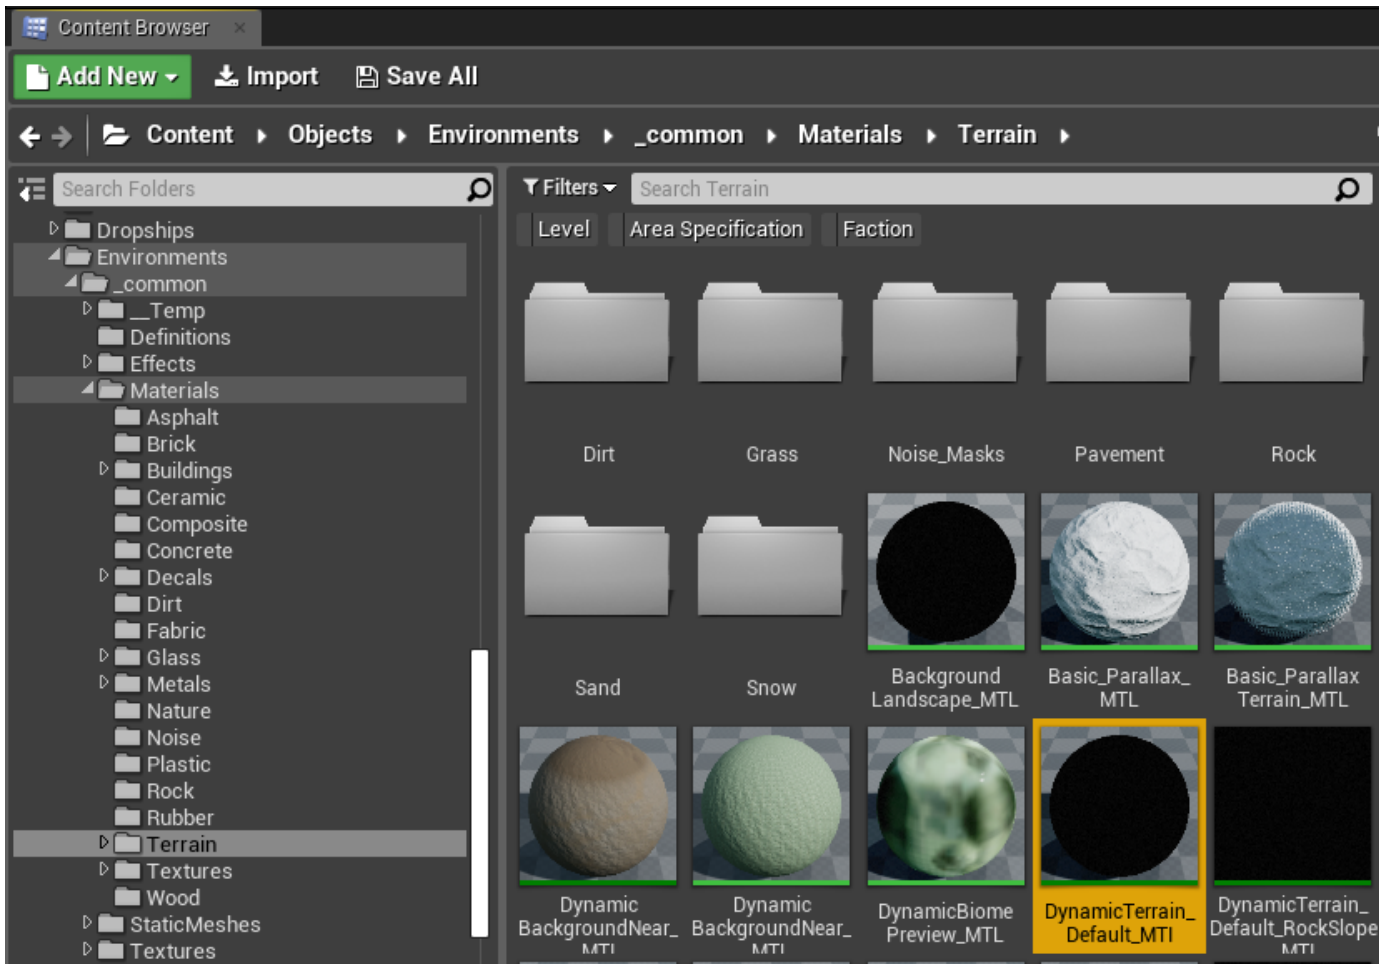 Content Browser
Add New
Import
Save All
Content
Objects
Environments
_common
Materials
Terrain
Search Folders
Dropships
Environments
_common
__Temp
Definitions
Effects
Materials
Asphalt
Brick
Buildings
Ceramic
Composite
Concrete
Decals
Dirt
Fabric
Glass
Metals
Nature
Noise
Plastic
Rock
Rubber
Terrain
Textures
Wood
StaticMeshes
Textures
Filters
Search Terrain
Level
Area Specification
Faction
Dirt
Grass
Noise_Masks
Pavement
Rock
Sand
Snow
Background
Landscape_MTL
Basic_Parallax_
MTL
Basic_Parallax
Terrain_MTL
Dynamic
BackgroundNear_
Dynamic
BackgroundNear_
DynamicBiome
Preview_MTL
DynamicTerrain_
Default_MTI
DynamicTerrain_
Default_RockSlope